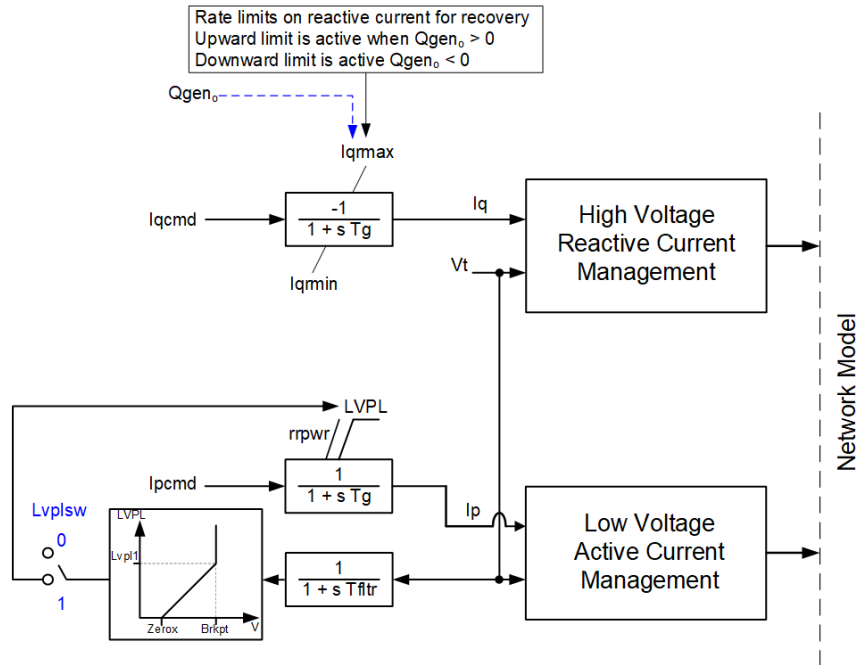 Rate limits on reactive current for recovery
Upward limit is active when Qgenₒ > 0
Downward limit is active Qgenₒ < 0
Qgenₒ
Iqrmax
Iqcmd
-1
1 + s Tg
Iq
Iqrmin
High Voltage
Reactive Current
Management
Vt
Network Model
LVPL
rrpwr
Ipcmd
1
1 + s Tg
Ip
Low Voltage
Active Current
Management
Lvplsw
0
1
LVPL
Lvpl1
Zerox
Brkpt
V
1
1 + s Tfltr